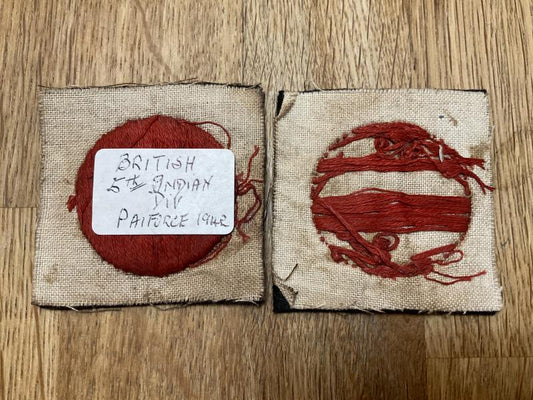 BRITISH
5th INDIAN
DIV
PAIFORCE 1942